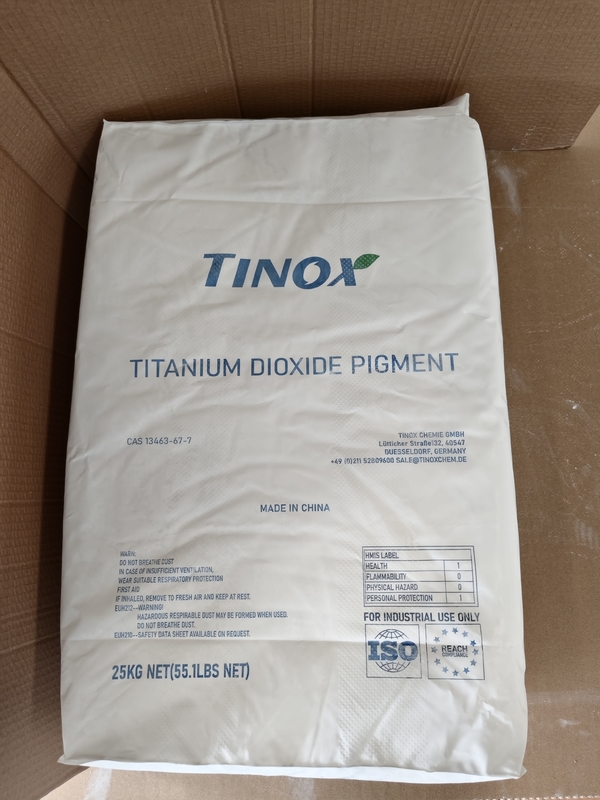 TINOX
TITANIUM DIOXIDE PIGMENT
CAS 13463-67-7
TINOX CHEMIE GMBH
Lütticher Straße132, 40547
DUESSELDORF, GERMANY
+49 (0)211 52809600 SALE@TINOXCHEM.DE
MADE IN CHINA
WARN:
DO NOT BREATHE DUST
IN CASE OF INSUFFICIENT VENTILATION,
WEAR SUITABLE RESPIRATORY PROTECTION
FIRST AID
IF INHALED, REMOVE TO FRESH AIR AND KEEP AT REST.
EUH212--WARNING!
HAZARDOUS RESPIRABLE DUST MAY BE FORMED WHEN USED.
DO NOT BREATHE DUST.
EUH210--SAFETY DATA SHEET AVAILABLE ON REQUEST.
25KG NET(55.1LBS NET)
HMIS LABEL
HEALTH 1
FLAMMABILITY 0
PHYSICAL HAZARD 0
PERSONAL PROTECTION 1
FOR INDUSTRIAL USE ONLY
ISO
REACH
COMPLIANCE